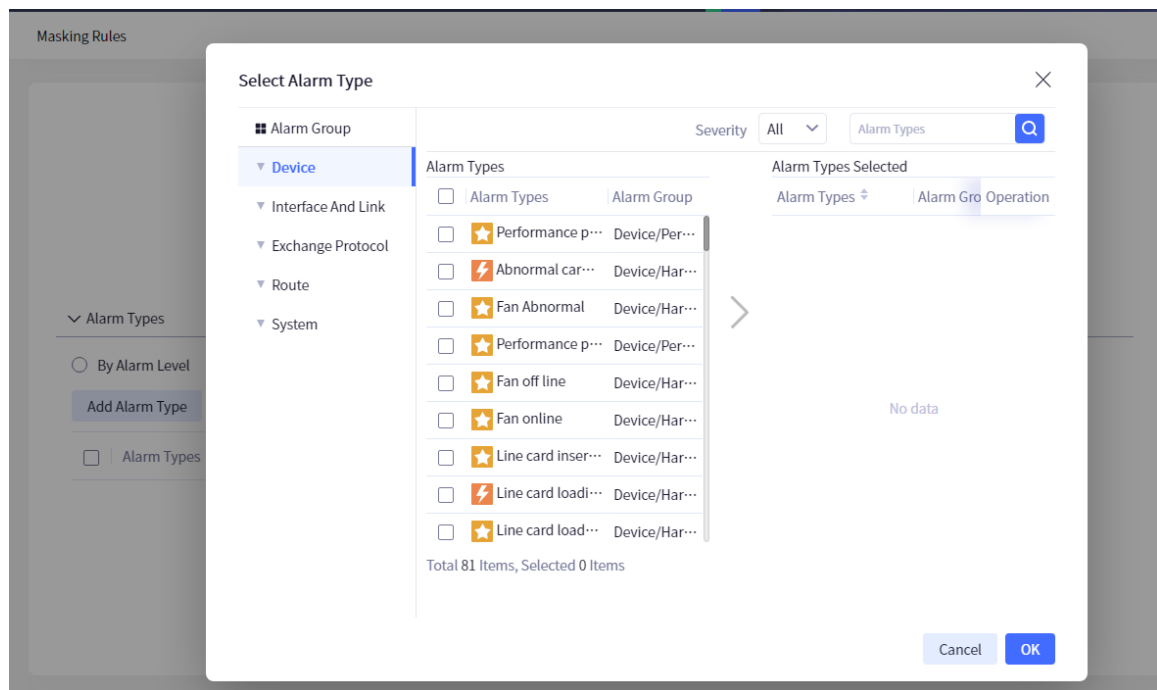 Masking Rules
Select Alarm Type
Alarm Group
Severity All Alarm Types
Device
Alarm Types
Alarm Types Selected
Alarm Types Alarm Group
Alarm Types Alarm Gro Operation
Interface And Link
Exchange Protocol
Route
System
Performance p··· Device/Per···
Abnormal car··· Device/Har···
Fan Abnormal Device/Har···
Performance p··· Device/Per···
Fan off line Device/Har···
Fan online Device/Har···
Line card inser··· Device/Har···
Line card loadi··· Device/Har···
Line card load··· Device/Har···
No data
Total 81 Items, Selected 0 Items
Alarm Types
By Alarm Level
Add Alarm Type
Alarm Types
Cancel OK